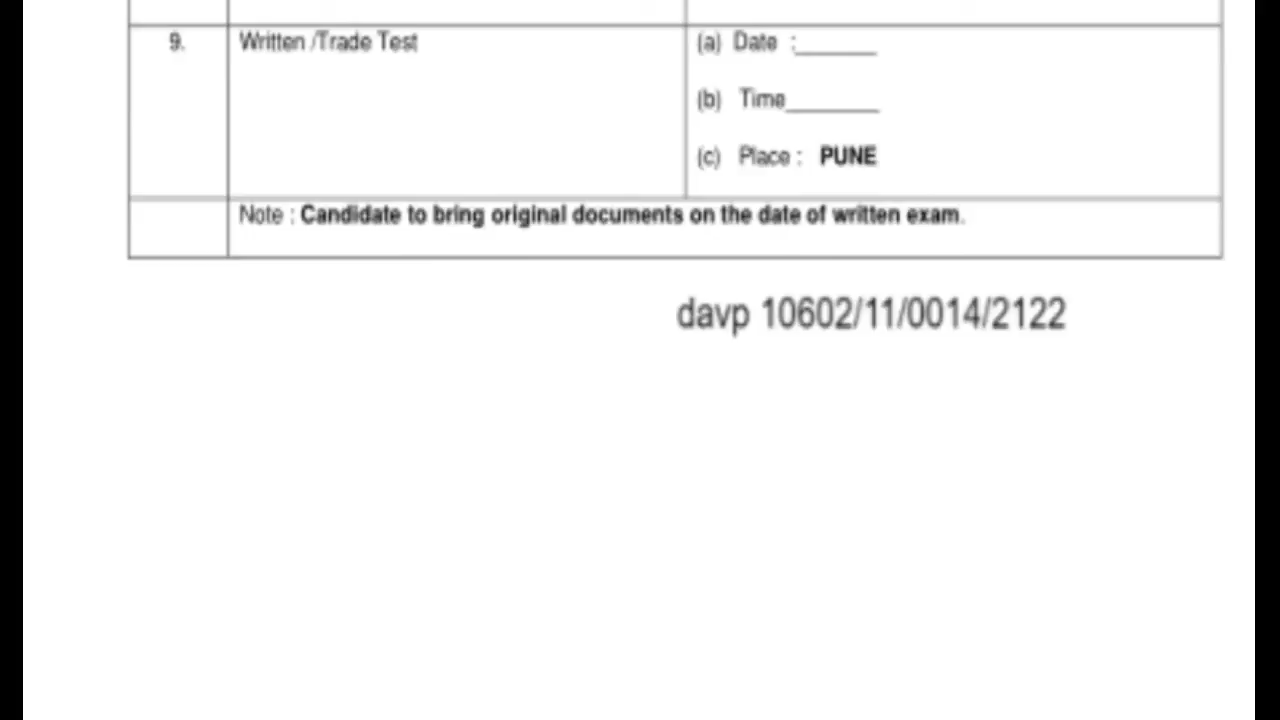 9. Written /Trade Test (a) Date :_______
(b) Time________
(c) Place : PUNE
Note : Candidate to bring original documents on the date of written exam.
davp 10602/11/0014/2122